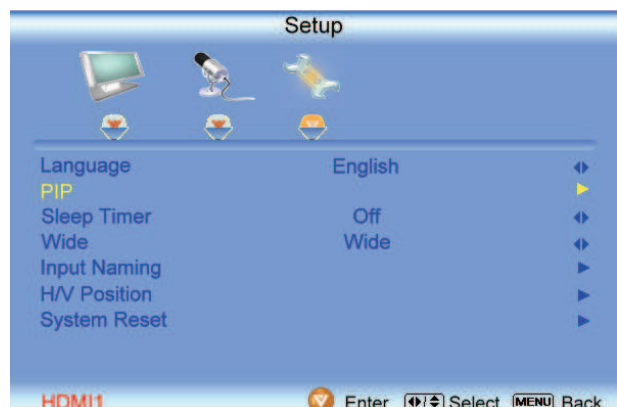 Setup
Language English
PIP
Sleep Timer Off
Wide Wide
Input Naming
H/V Position
System Reset
HDMI1 Enter Select MENU Back